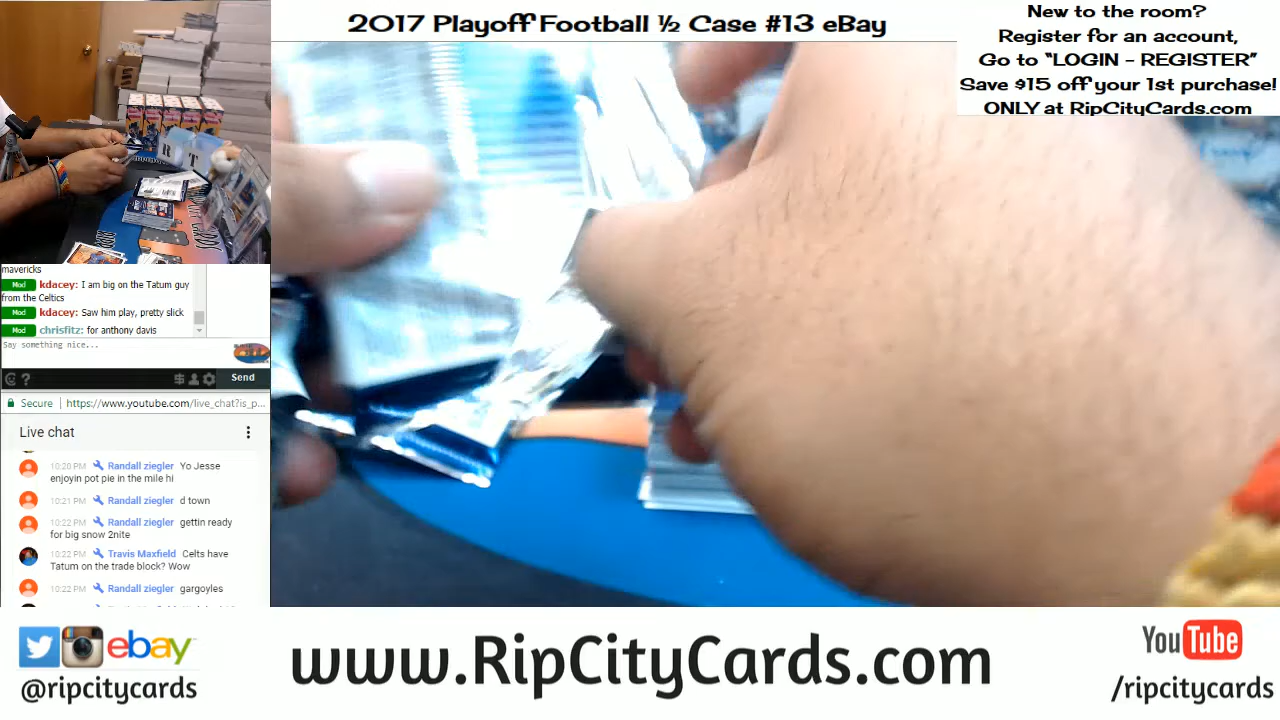 2017 Playoff Football ½ Case #13 eBay
New to the room?
Register for an account,
Go to "LOGIN - REGISTER"
Save $15 off your 1st purchase!
ONLY at RipCityCards.com
mavericks
Mod kdacey: I am big on the Tatum guy
from the Celtics
Mod kdacey: Saw him play, pretty slick
Mod chrisfitz: for anthony davis
Say something nice...
Send
Secure https://www.youtube.com/live_chat?is_p...
Live chat
10:20 PM Randall ziegler Yo Jesse
enjoyin pot pie in the mile hi
10:21 PM Randall ziegler d town
10:22 PM Randall ziegler gettin ready
for big snow 2nite
10:22 PM Travis Maxfield Celts have
Tatum on the trade block? Wow
10:22 PM Randall ziegler gargoyles
R
T
CARDS
ebay
@ripcitycards
www.RipCityCards.com
YouTube
/ripcitycards